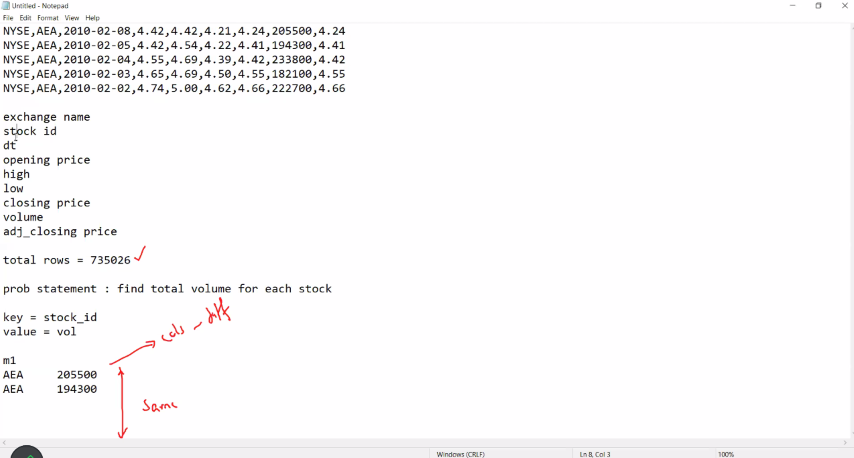 Untitled - Notepad
File Edit Format View Help
NYSE,AEA,2010-02-08,4.42,4.42,4.21,4.24,205500,4.24
NYSE,AEA,2010-02-05,4.42,4.54,4.22,4.41,194300,4.41
NYSE,AEA,2010-02-04,4.55,4.69,4.39,4.42,233800,4.42
NYSE,AEA,2010-02-03,4.65,4.69,4.50,4.55,182100,4.55
NYSE,AEA,2010-02-02,4.74,5.00,4.62,4.66,222700,4.66
exchange name
stock id
dt
opening price
high
low
closing price
volume
adj_closing price
total rows = 735026
prob statement : find total volume for each stock
key = stock_id
value = vol
cols -
m1
AEA 205500
AEA 194300
Same
Windows (CRLF) Ln 8, Col 3 100%